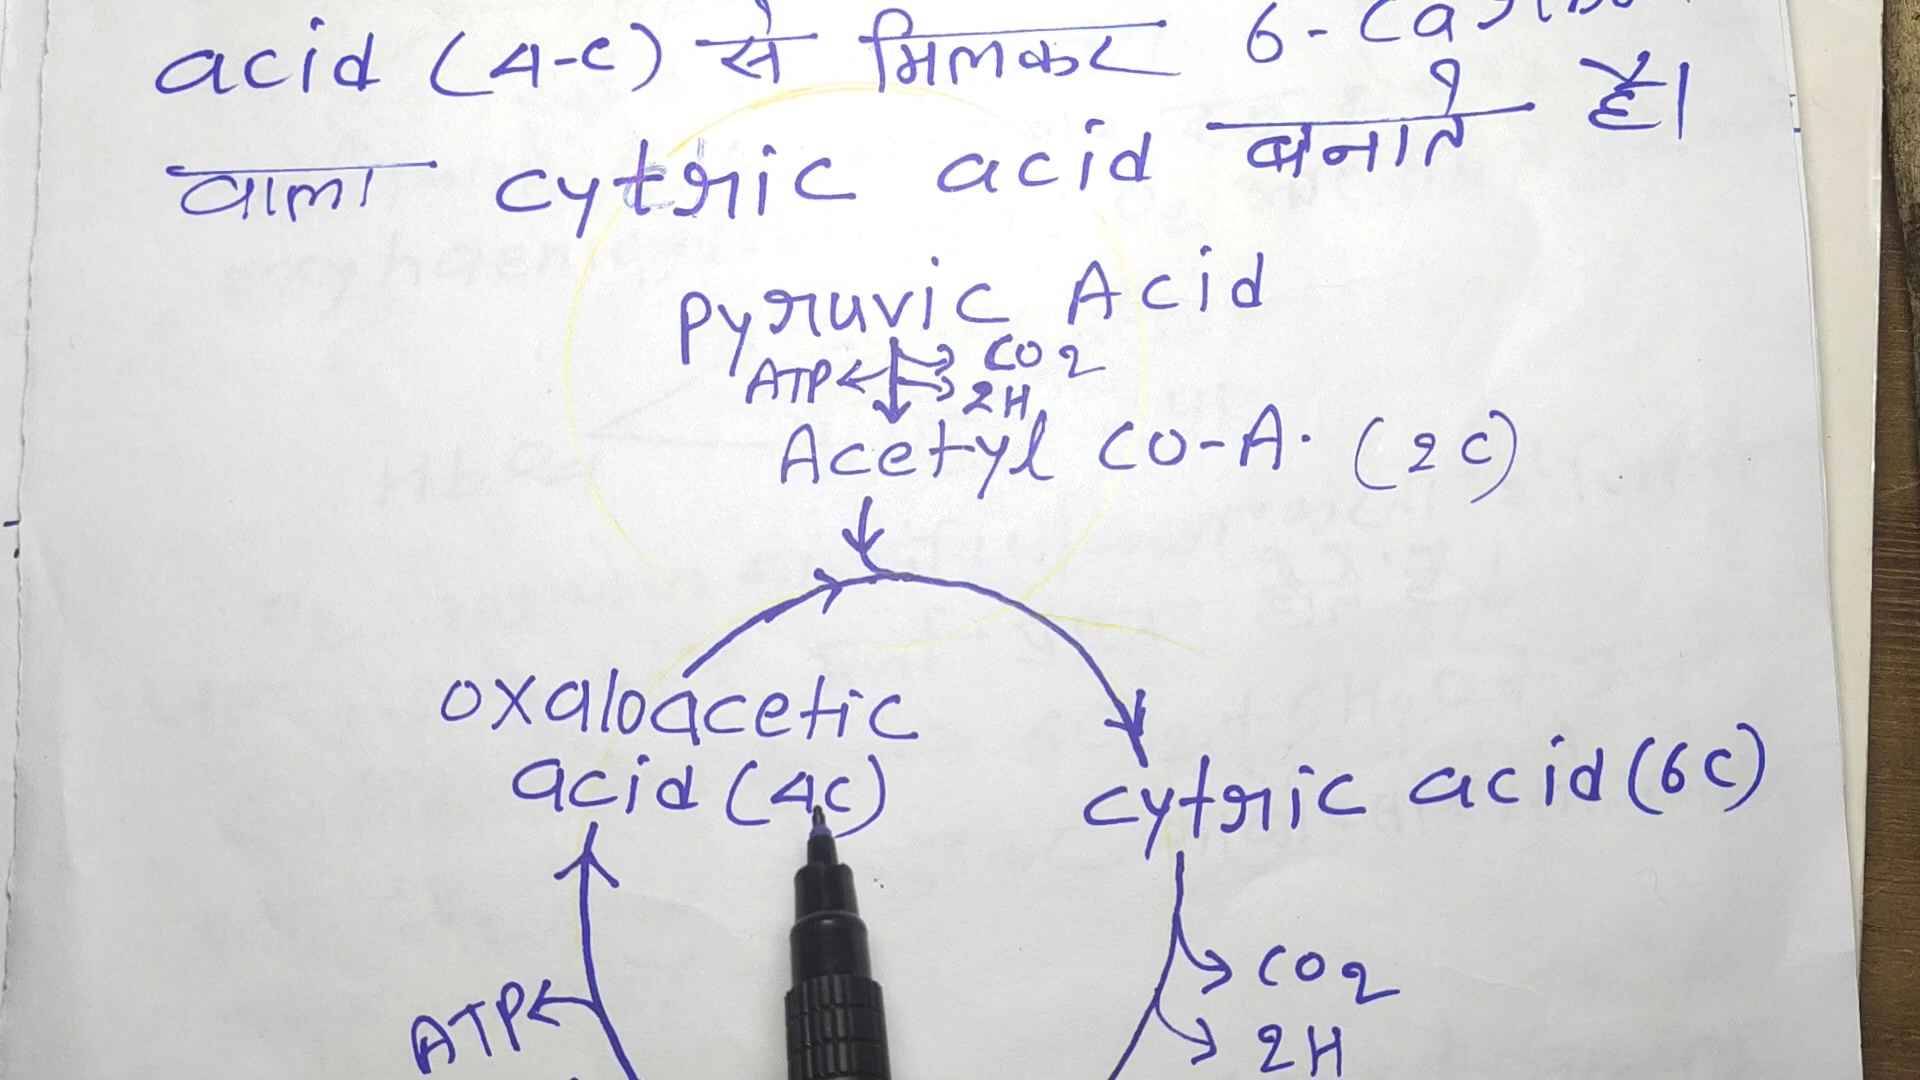 acid (4-C) से मिलकर 6-Carbon
वाला cytric acid बनाते है।
Pyruvic Acid
ATP CO2
2H
Acetyl CO-A. (2C)
oxaloacetic
acid (4C)
cytric acid (6C)
CO2
ATP
2H